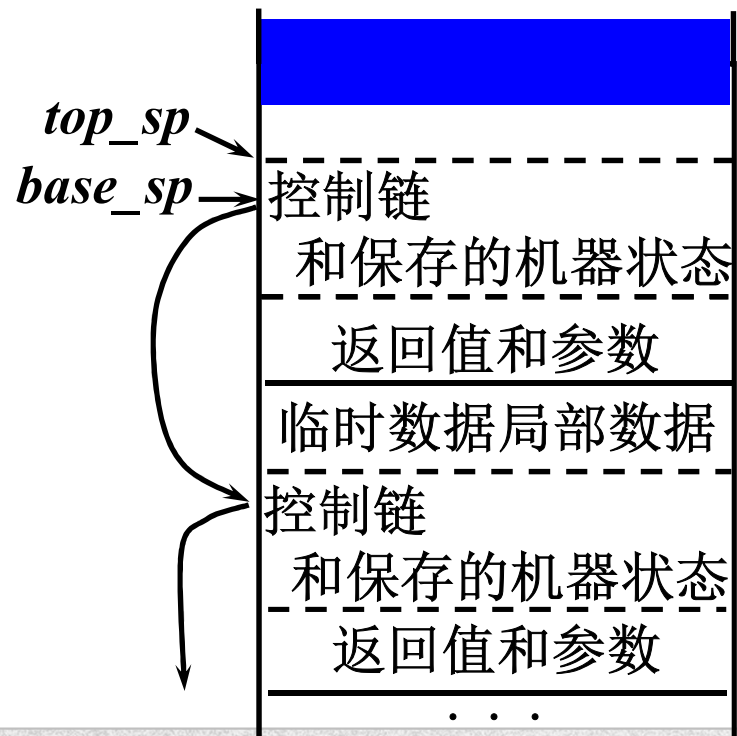 top_sp
base_sp
控制链
和保存的机器状态
返回值和参数
临时数据局部数据
控制链
和保存的机器状态
返回值和参数
. . .